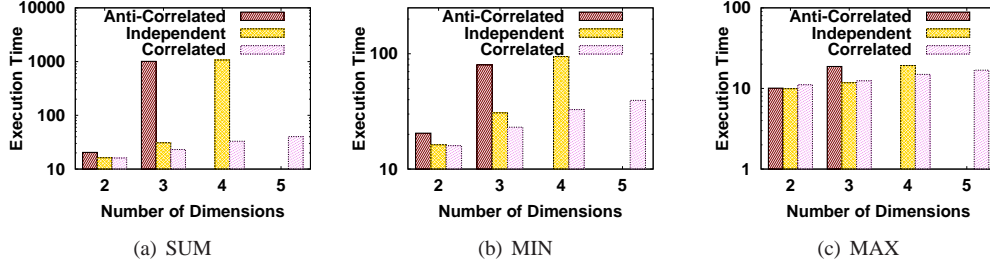 Execution Time
10000
1000
100
10
Anti-Correlated
Independent
Correlated
2 3 4 5
Number of Dimensions
(a) SUM
Execution Time
100
10
Anti-Correlated
Independent
Correlated
2 3 4 5
Number of Dimensions
(b) MIN
Execution Time
100
10
1
Anti-Correlated
Independent
Correlated
2 3 4 5
Number of Dimensions
(c) MAX